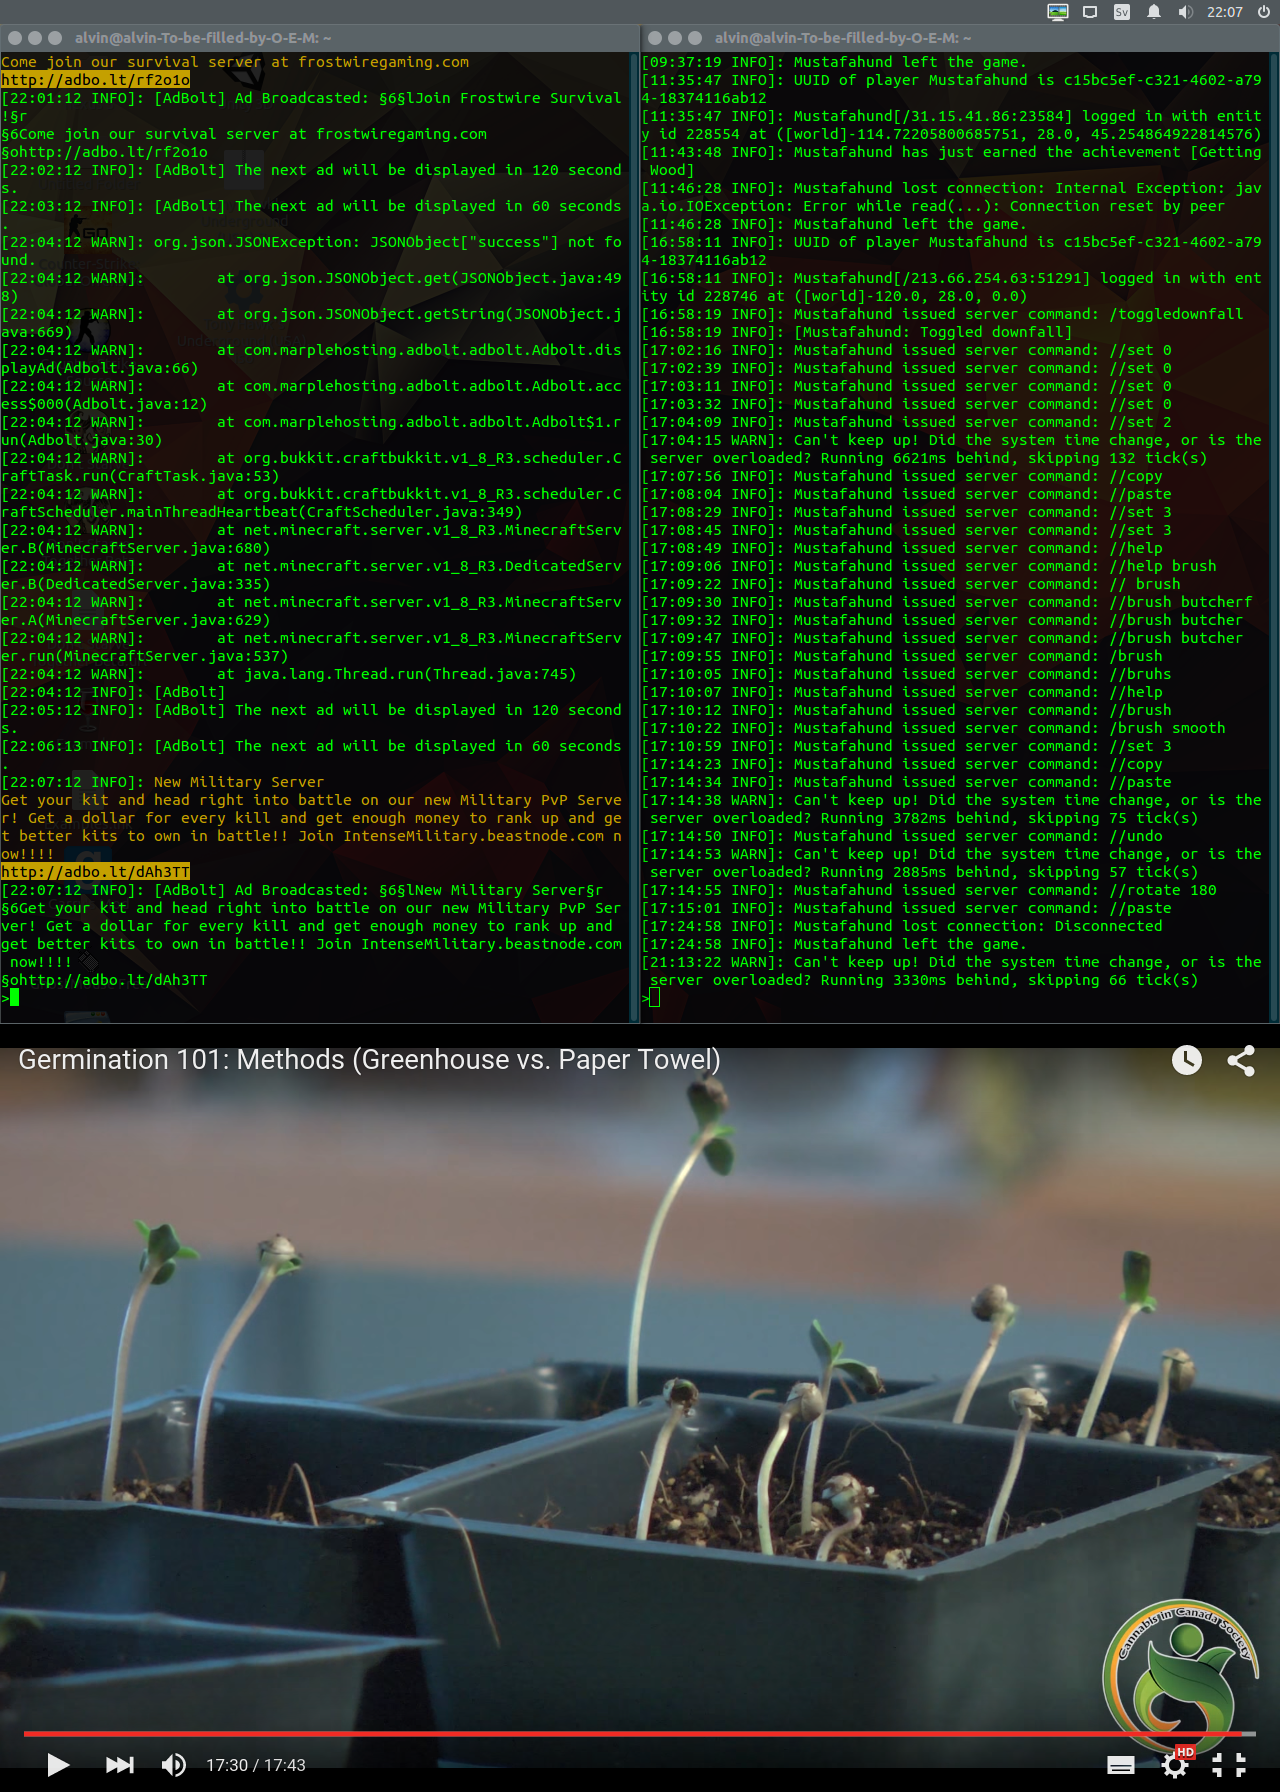 Sv
22:07
alvin@alvin-To-be-filled-by-O-E-M: ~
Come join our survival server at frostwiregaming.com
http://adbo.lt/rf2o1o
[22:01:12 INFO]: [AdBolt] Ad Broadcasted: §6§lJoin Frostwire Survival
!§r
§6Come join our survival server at frostwiregaming.com
§ohttp://adbo.lt/rf2o1o
[22:02:12 INFO]: [AdBolt] The next ad will be displayed in 120 second
s.
[22:03:12 INFO]: [AdBolt] The next ad will be displayed in 60 seconds
.
[22:04:12 WARN]: org.json.JSONException: JSONObject["success"] not fo
und.
[22:04:12 WARN]:        at org.json.JSONObject.get(JSONObject.java:49
8)
[22:04:12 WARN]:        at org.json.JSONObject.getString(JSONObject.j
ava:669)
[22:04:12 WARN]:        at com.marplehosting.adbolt.adbolt.Adbolt.dis
playAd(Adbolt.java:66)
[22:04:12 WARN]:        at com.marplehosting.adbolt.adbolt.Adbolt.acc
ess$000(Adbolt.java:12)
[22:04:12 WARN]:        at com.marplehosting.adbolt.adbolt.Adbolt$1.r
un(Adbolt.java:30)
[22:04:12 WARN]:        at org.bukkit.craftbukkit.v1_8_R3.scheduler.C
raftTask.run(CraftTask.java:53)
[22:04:12 WARN]:        at org.bukkit.craftbukkit.v1_8_R3.scheduler.C
raftScheduler.mainThreadHeartbeat(CraftScheduler.java:349)
[22:04:12 WARN]:        at net.minecraft.server.v1_8_R3.MinecraftServ
er.B(MinecraftServer.java:680)
[22:04:12 WARN]:        at net.minecraft.server.v1_8_R3.DedicatedServ
er.B(DedicatedServer.java:335)
[22:04:12 WARN]:        at net.minecraft.server.v1_8_R3.MinecraftServ
er.A(MinecraftServer.java:629)
[22:04:12 WARN]:        at net.minecraft.server.v1_8_R3.MinecraftServ
er.run(MinecraftServer.java:537)
[22:04:12 WARN]:        at java.lang.Thread.run(Thread.java:745)
[22:04:12 INFO]: [AdBolt]
[22:05:12 INFO]: [AdBolt] The next ad will be displayed in 120 second
s.
[22:06:13 INFO]: [AdBolt] The next ad will be displayed in 60 seconds
.
[22:07:12 INFO]: New Military Server
Get your kit and head right into battle on our new Military PvP Serve
r! Get a dollar for every kill and get enough money to rank up and ge
t better kits to own in battle!! Join IntenseMilitary.beastnode.com n
ow!!!!
http://adbo.lt/dAh3TT
[22:07:12 INFO]: [AdBolt] Ad Broadcasted: §6§lNew Military Server§r
§6Get your kit and head right into battle on our new Military PvP Ser
ver! Get a dollar for every kill and get enough money to rank up and
get better kits to own in battle!! Join IntenseMilitary.beastnode.com
 now!!!!
§ohttp://adbo.lt/dAh3TT
>
alvin@alvin-To-be-filled-by-O-E-M: ~
[09:37:19 INFO]: Mustafahund left the game.
[11:35:47 INFO]: UUID of player Mustafahund is c15bc5ef-c321-4602-a79
4-18374116ab12
[11:35:47 INFO]: Mustafahund[/31.15.41.86:23584] logged in with entit
y id 228554 at ([world]-114.72205800685751, 28.0, 45.254864922814576)
[11:43:48 INFO]: Mustafahund has just earned the achievement [Getting
 Wood]
[11:46:28 INFO]: Mustafahund lost connection: Internal Exception: jav
a.io.IOException: Error while read(...): Connection reset by peer
[11:46:28 INFO]: Mustafahund left the game.
[16:58:11 INFO]: UUID of player Mustafahund is c15bc5ef-c321-4602-a79
4-18374116ab12
[16:58:11 INFO]: Mustafahund[/213.66.254.63:51291] logged in with ent
ity id 228746 at ([world]-120.0, 28.0, 0.0)
[16:58:19 INFO]: Mustafahund issued server command: /toggledownfall
[16:58:19 INFO]: [Mustafahund: Toggled downfall]
[17:02:16 INFO]: Mustafahund issued server command: //set 0
[17:02:39 INFO]: Mustafahund issued server command: //set 0
[17:03:11 INFO]: Mustafahund issued server command: //set 0
[17:03:32 INFO]: Mustafahund issued server command: //set 0
[17:04:09 INFO]: Mustafahund issued server command: //set 2
[17:04:15 WARN]: Can't keep up! Did the system time change, or is the
 server overloaded? Running 6621ms behind, skipping 132 tick(s)
[17:07:56 INFO]: Mustafahund issued server command: //copy
[17:08:04 INFO]: Mustafahund issued server command: //paste
[17:08:29 INFO]: Mustafahund issued server command: //set 3
[17:08:45 INFO]: Mustafahund issued server command: //set 3
[17:08:49 INFO]: Mustafahund issued server command: //help
[17:09:06 INFO]: Mustafahund issued server command: //help brush
[17:09:22 INFO]: Mustafahund issued server command: // brush
[17:09:30 INFO]: Mustafahund issued server command: //brush butcherf
[17:09:32 INFO]: Mustafahund issued server command: //brush butcher
[17:09:47 INFO]: Mustafahund issued server command: //brush butcher
[17:09:55 INFO]: Mustafahund issued server command: /brush
[17:10:05 INFO]: Mustafahund issued server command: //bruhs
[17:10:07 INFO]: Mustafahund issued server command: //help
[17:10:12 INFO]: Mustafahund issued server command: //brush
[17:10:22 INFO]: Mustafahund issued server command: /brush smooth
[17:10:59 INFO]: Mustafahund issued server command: //set 3
[17:14:23 INFO]: Mustafahund issued server command: //copy
[17:14:34 INFO]: Mustafahund issued server command: //paste
[17:14:38 WARN]: Can't keep up! Did the system time change, or is the
 server overloaded? Running 3782ms behind, skipping 75 tick(s)
[17:14:50 INFO]: Mustafahund issued server command: //undo
[17:14:53 WARN]: Can't keep up! Did the system time change, or is the
 server overloaded? Running 2885ms behind, skipping 57 tick(s)
[17:14:55 INFO]: Mustafahund issued server command: //rotate 180
[17:15:01 INFO]: Mustafahund issued server command: //paste
[17:24:58 INFO]: Mustafahund lost connection: Disconnected
[17:24:58 INFO]: Mustafahund left the game.
[21:13:22 WARN]: Can't keep up! Did the system time change, or is the
 server overloaded? Running 3330ms behind, skipping 66 tick(s)
>
Germination 101: Methods (Greenhouse vs. Paper Towel)
Cannabis in Canada Society
17:30 / 17:43
HD